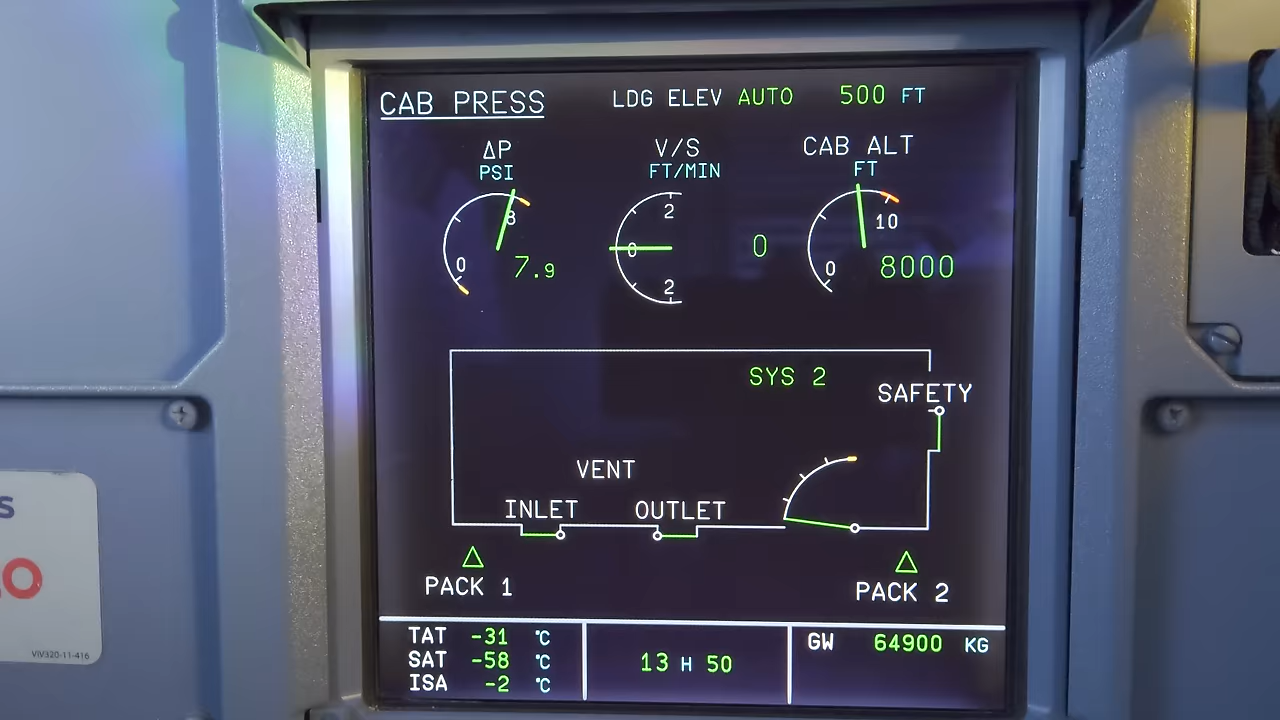 CAB PRESS LDG ELEV AUTO 500 FT
ΔP V/S CAB ALT
PSI FT/MIN FT
8 2 10
0 7.9 0 0 0 8000
2
SYS 2
SAFETY
VENT
INLET OUTLET
PACK 1 PACK 2
TAT -31 °C GW 64900 KG
SAT -58 °C 13 H 50
ISA -2 °C
S
O
VIV320-11-416